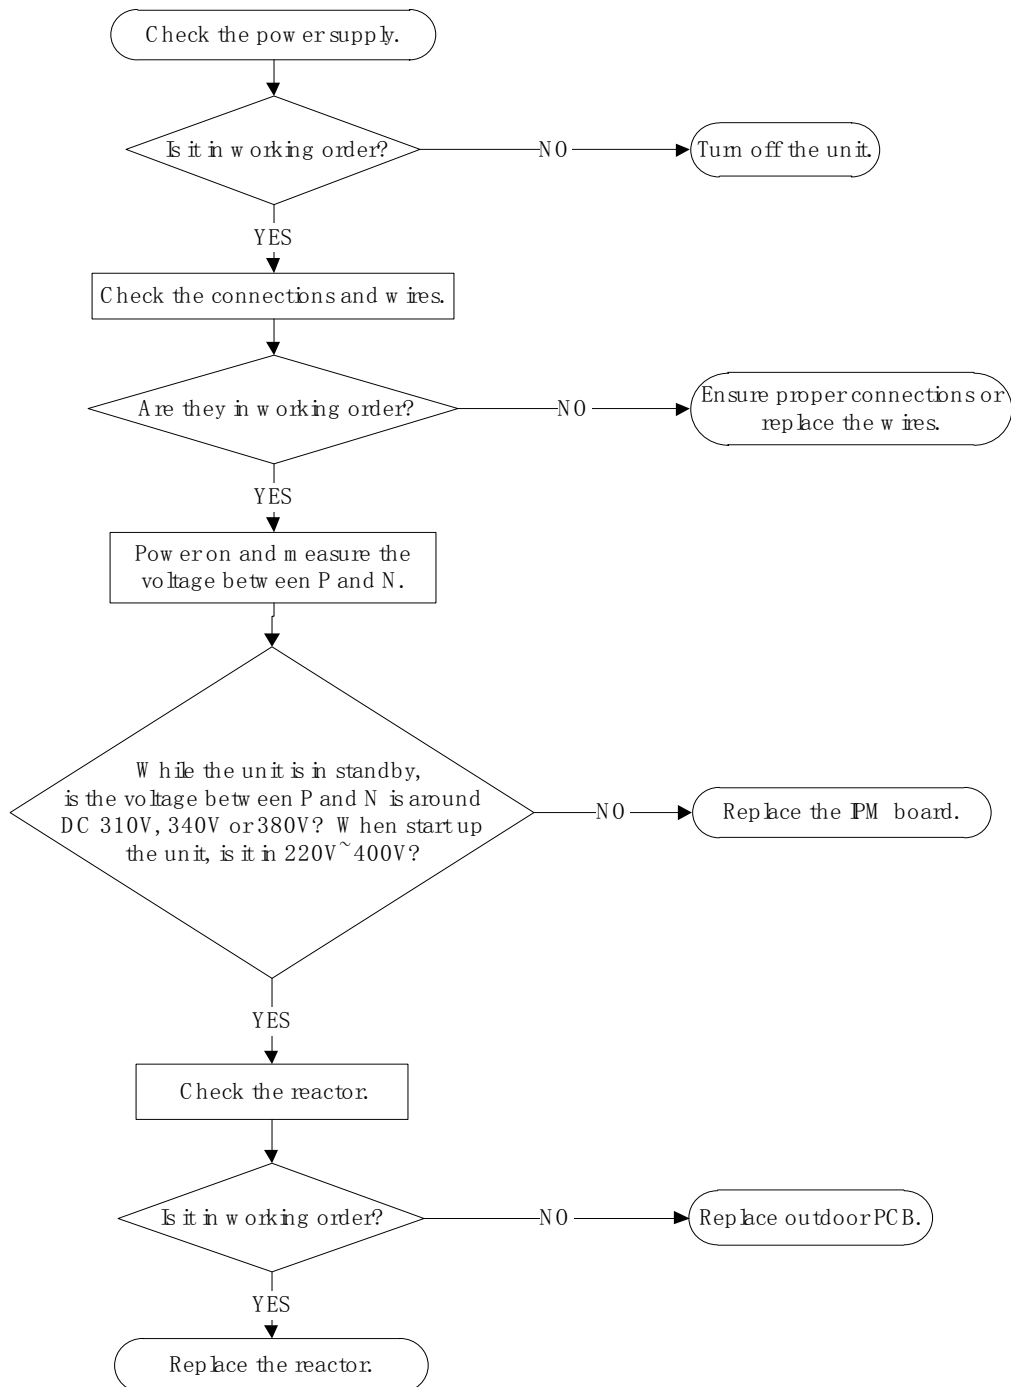 Check the power supply.
Is it in working order?
NO
Turn off the unit.
YES
Check the connections and wires.
Are they in working order?
NO
Ensure proper connections or
replace the wires.
YES
Power on and measure the
voltage between P and N.
While the unit is in standby,
is the voltage between P and N is around
DC 310V, 340V or 380V? When start up
the unit, is it in 220V~400V?
NO
Replace the IPM board.
YES
Check the reactor.
Is it in working order?
NO
Replace outdoor PCB.
YES
Replace the reactor.